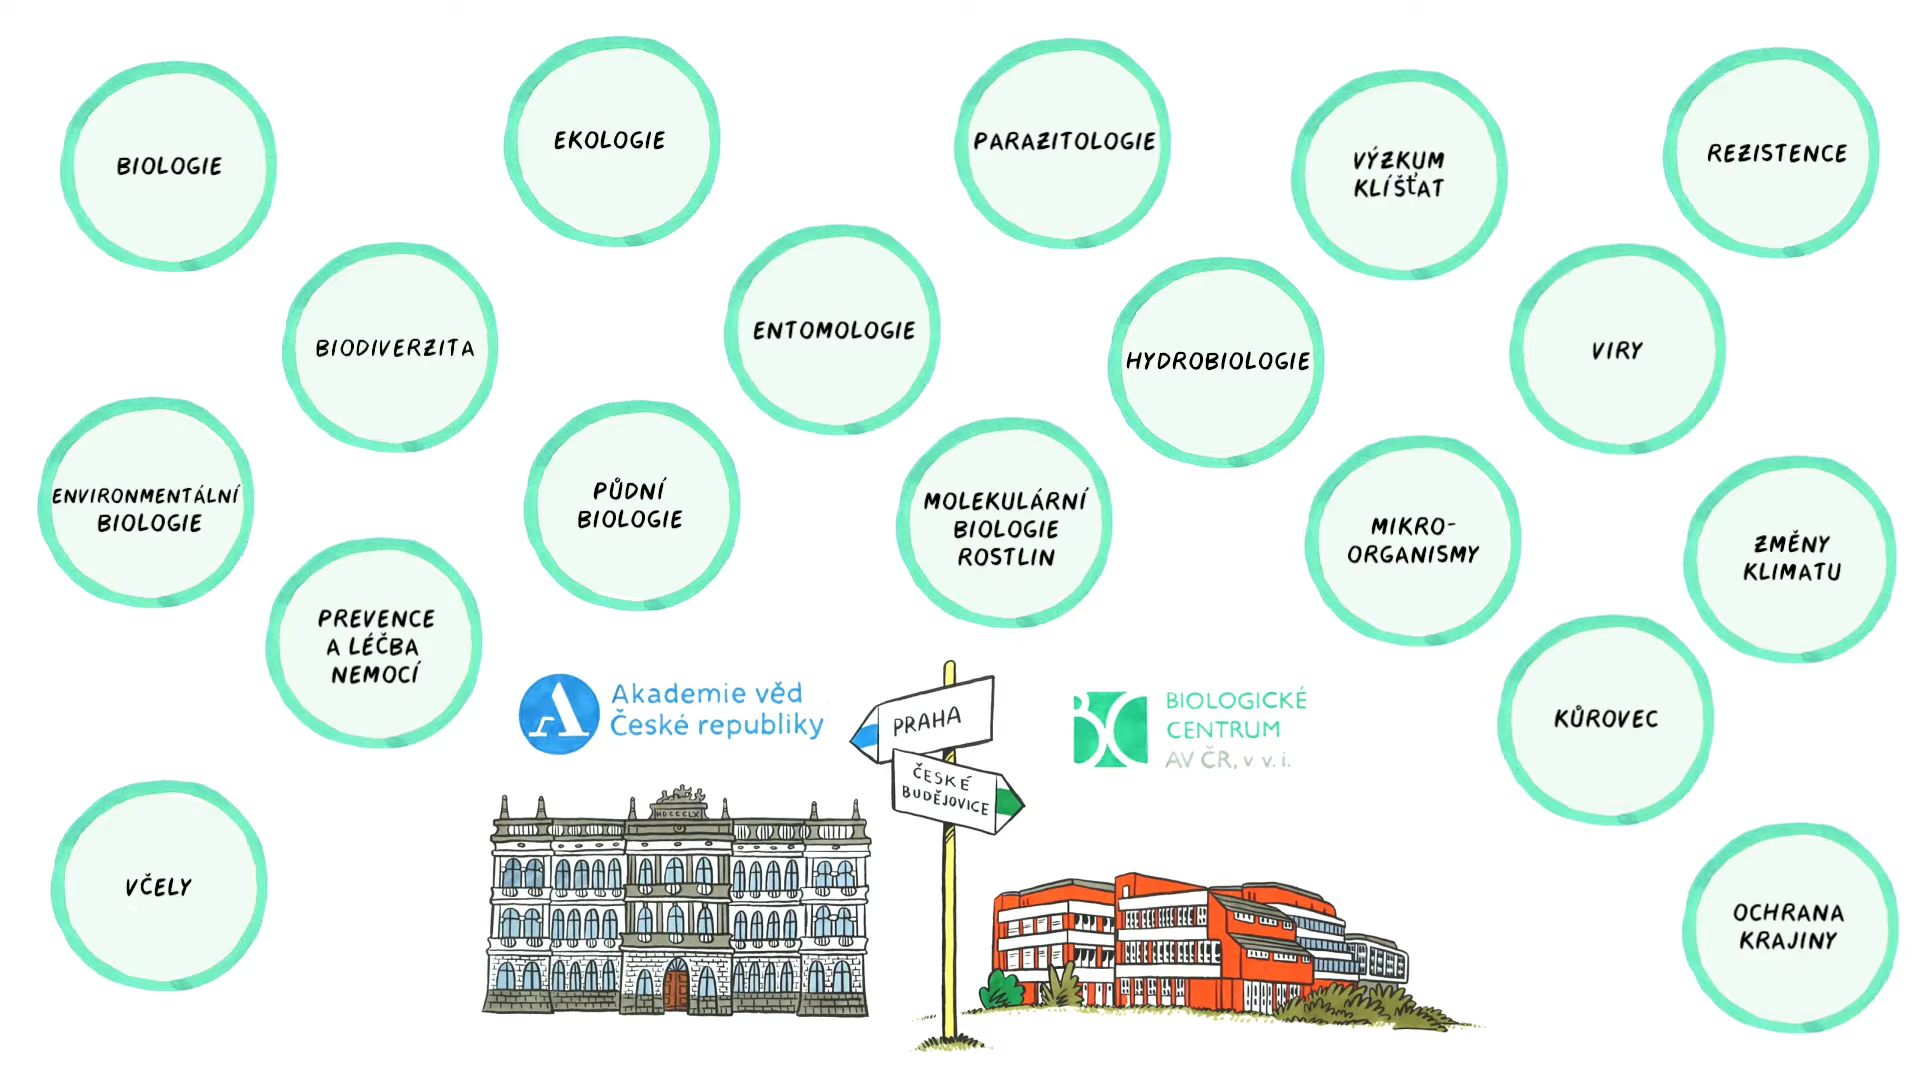 BIOLOGIE
EKOLOGIE
PARAZITOLOGIE
VÝZKUM
KLÍŠŤAT
REZISTENCE
BIODIVERZITA
ENTOMOLOGIE
HYDROBIOLOGIE
VIRY
ENVIRONMENTÁLNÍ
BIOLOGIE
PŮDNÍ
BIOLOGIE
MOLEKULÁRNÍ
BIOLOGIE
ROSTLIN
MIKRO-
ORGANISMY
ZMĚNY
KLIMATU
PREVENCE
A LÉČBA
NEMOCÍ
KŮROVEC
Akademie věd
České republiky
PRAHA
ČESKÉ
BUDĚJOVICE
BC
BIOLOGICKÉ
CENTRUM
AV ČR, v. v. i.
MDCCCLX
VČELY
OCHRANA
KRAJINY